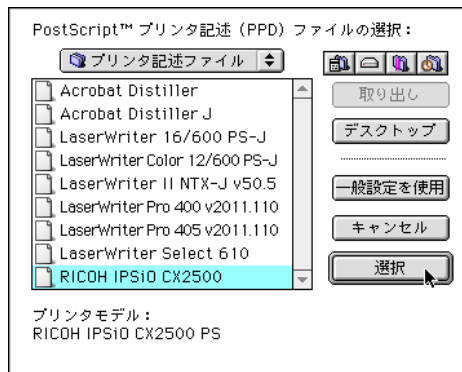 PostScript™ プリンタ記述（PPD）ファイルの選択：
プリンタ記述ファイル
Acrobat Distiller
Acrobat Distiller J
LaserWriter 16/600 PS-J
LaserWriter Color 12/600 PS-J
LaserWriter II NTX-J v50.5
LaserWriter Pro 400 v2011.110
LaserWriter Pro 405 v2011.110
LaserWriter Select 610
RICOH IPSiO CX2500
取り出し
デスクトップ
一般設定を使用
キャンセル
選択
プリンタモデル：
RICOH IPSiO CX2500 PS